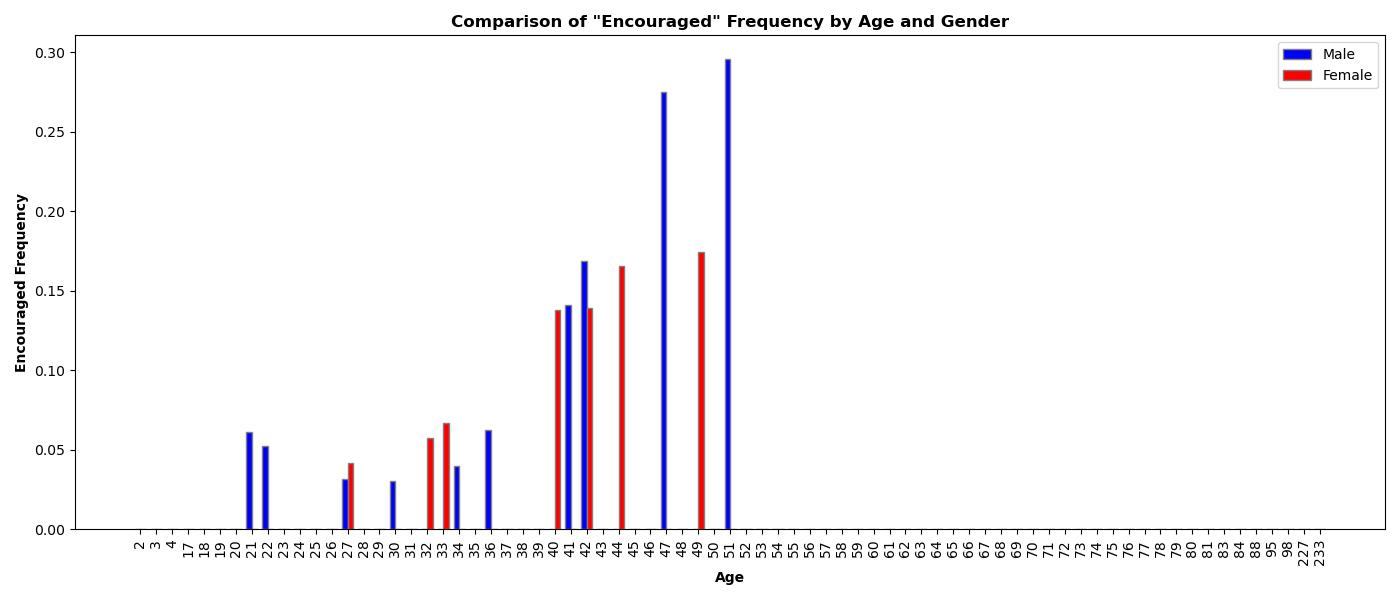 Comparison of "Encouraged" Frequency by Age and Gender
Male
Female
Encouraged Frequency
0.30
0.25
0.20
0.15
0.10
0.05
0.00
2 3 4 17 18 19 20 21 22 23 24 25 26 27 28 29 30 31 32 33 34 35 36 37 38 39 40 41 42 43 44 45 46 47 48 49 50 51 52 53 54 55 56 57 58 59 60 61 62 63 64 65 66 67 68 69 70 71 72 73 74 75 76 77 78 79 80 81 83 84 88 95 98 227 233
Age